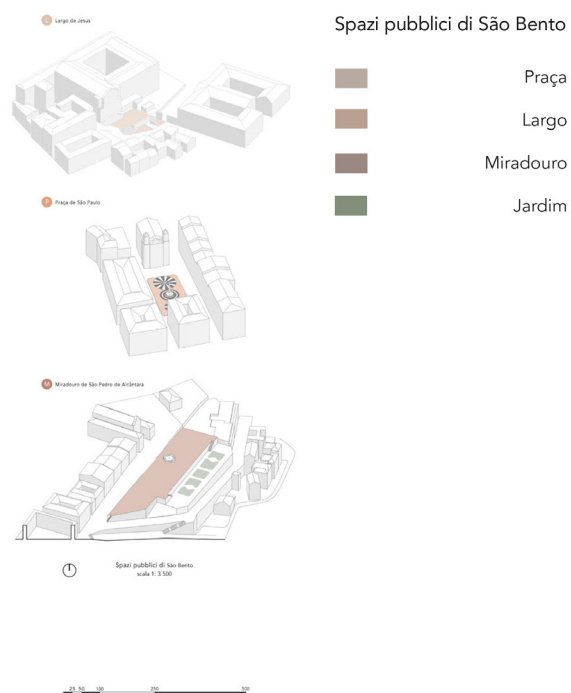 L Largo de Jesus
P Praça de São Paulo
M Miradouro de São Pedro de Alcântara
Spazi pubblici di São Bento
scala 1: 3 500
25 50 100 250 500
Spazi pubblici di São Bento
Praça
Largo
Miradouro
Jardim